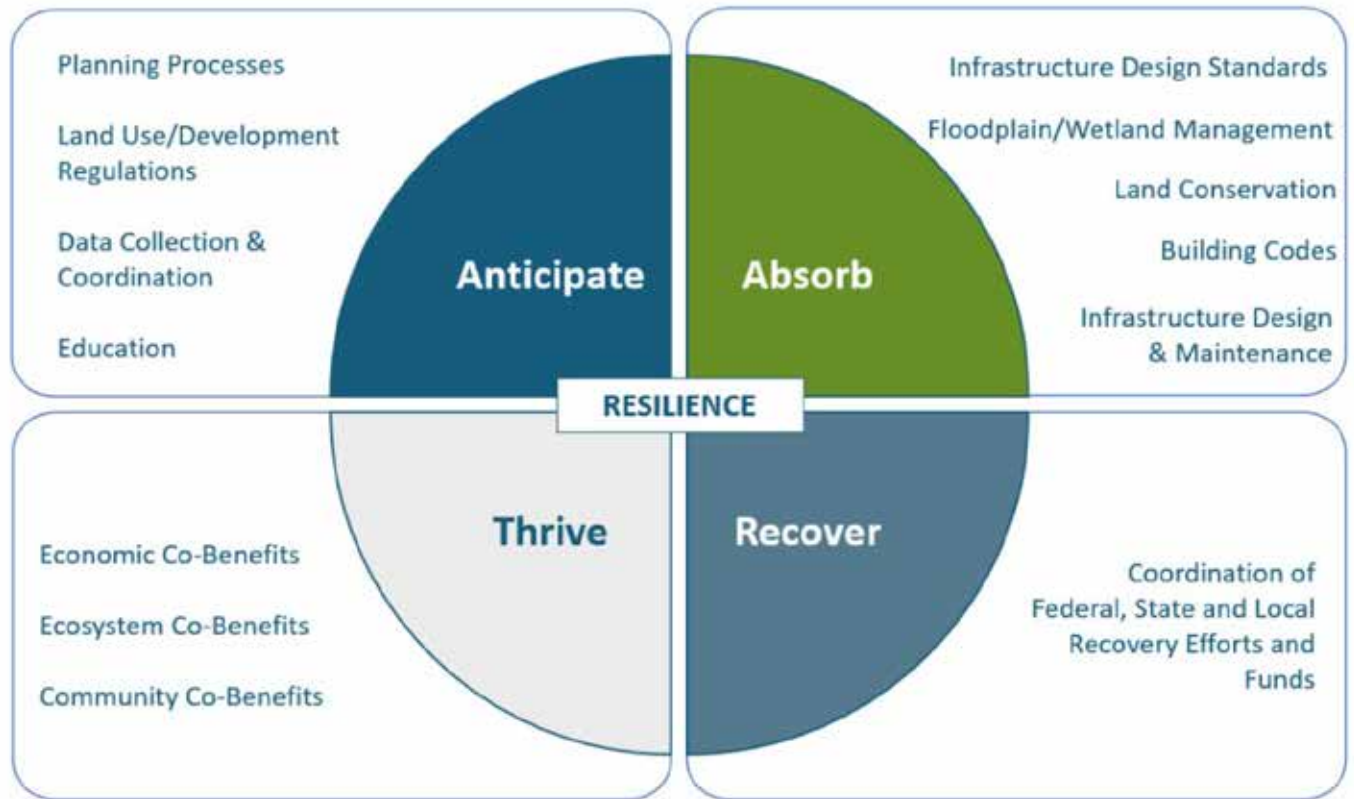 Planning Processes
Land Use/Development
Regulations
Data Collection &
Coordination
Education
Anticipate
Infrastructure Design Standards
Floodplain/Wetland Management
Land Conservation
Building Codes
Infrastructure Design
& Maintenance
Absorb
RESILIENCE
Economic Co-Benefits
Ecosystem Co-Benefits
Community Co-Benefits
Thrive
Recover
Coordination of
Federal, State and Local
Recovery Efforts and
Funds